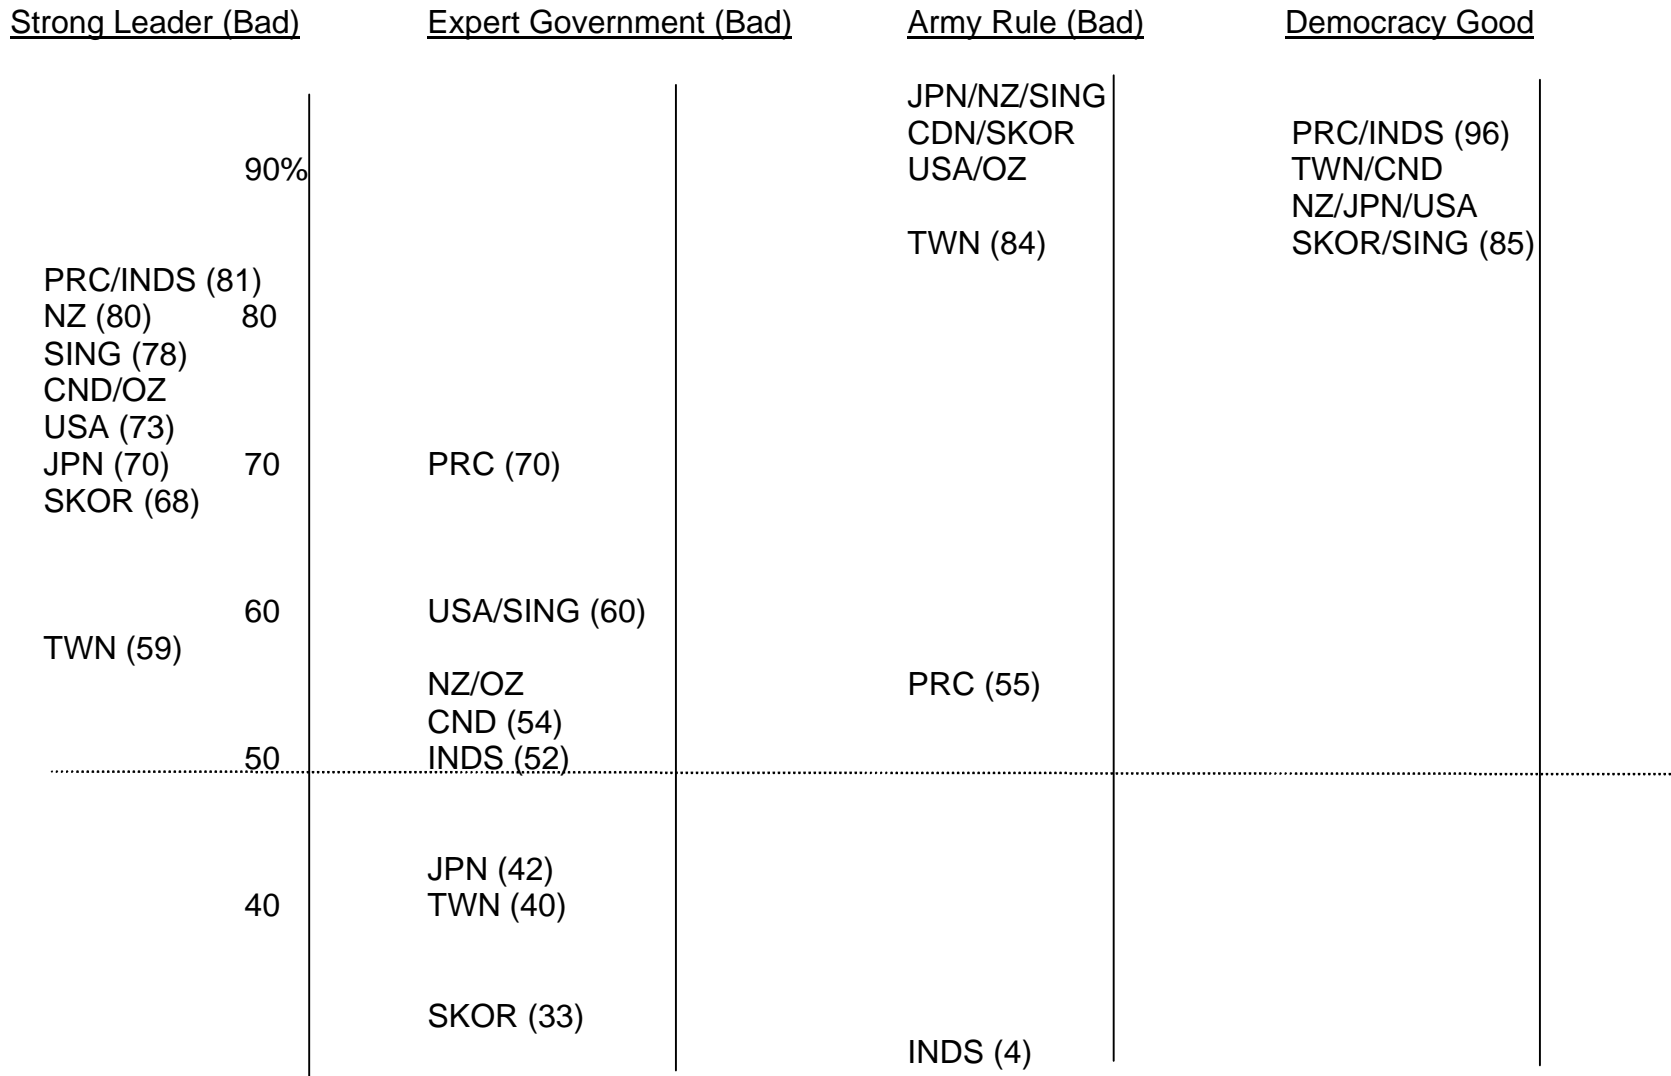 Strong Leader (Bad) Expert Government (Bad) Army Rule (Bad) Democracy Good
JPN/NZ/SING
CDN/SKOR PRC/INDS (96)
90% USA/OZ TWN/CND
NZ/JPN/USA
TWN (84) SKOR/SING (85)
PRC/INDS (81)
NZ (80) 80
SING (78)
CND/OZ
USA (73)
JPN (70) 70 PRC (70)
SKOR (68)
60 USA/SING (60)
TWN (59)
NZ/OZ PRC (55)
CND (54)
50 INDS (52)
JPN (42)
40 TWN (40)
SKOR (33)
INDS (4)